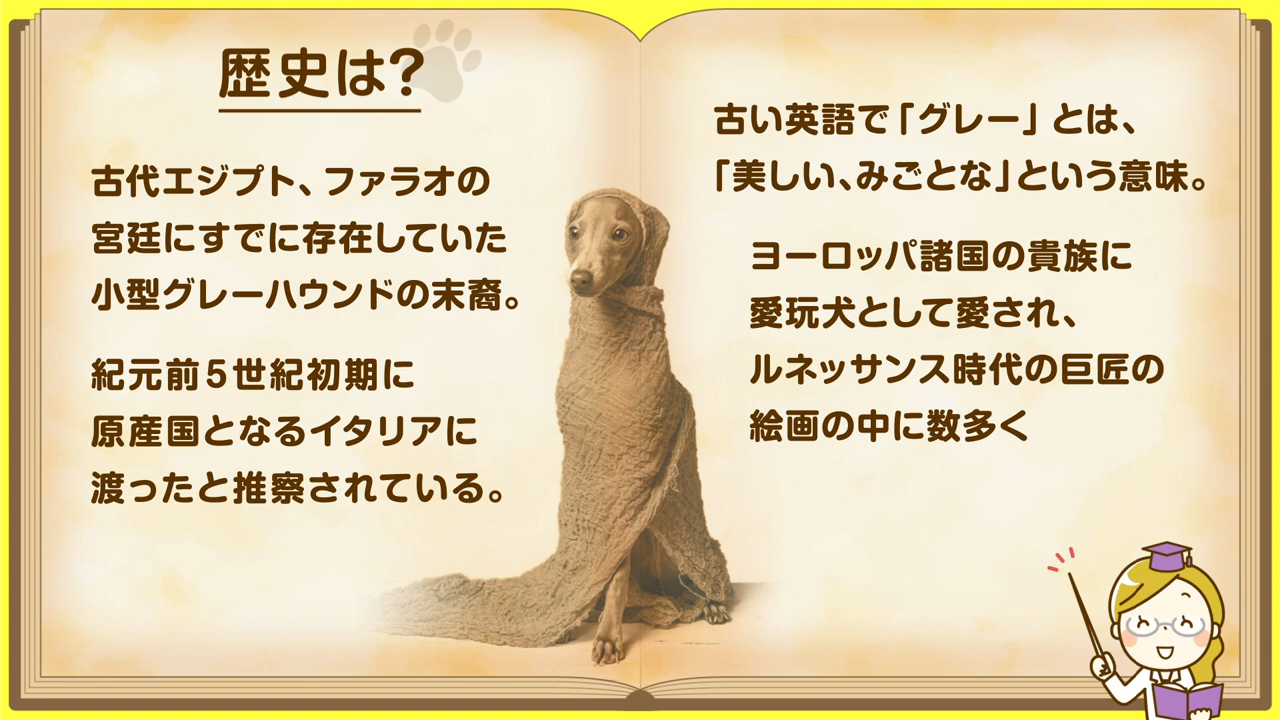 歴史は?
古代エジプト、ファラオの
宮廷にすでに存在していた
小型グレーハウンドの末裔。
紀元前5世紀初期に
原産国となるイタリアに
渡ったと推察されている。
古い英語で「グレー」とは、
「美しい、みごとな」という意味。
ヨーロッパ諸国の貴族に
愛玩犬として愛され、
ルネッサンス時代の巨匠の
絵画の中に数多く